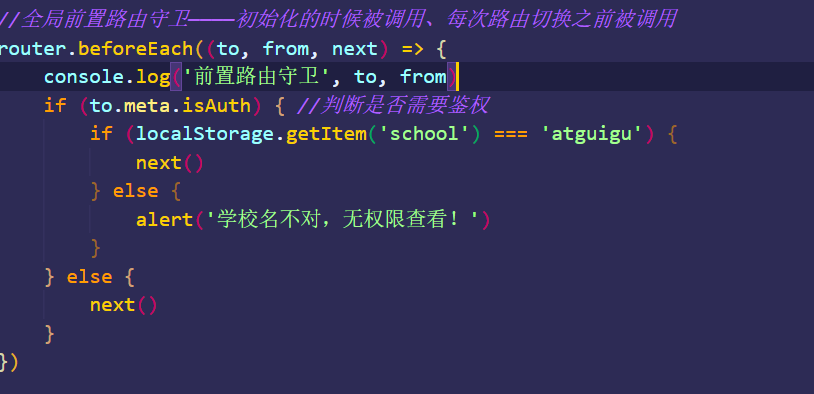 //全局前置路由守卫————初始化的时候被调用、每次路由切换之前被调用
router.beforeEach((to, from, next) => {
    console.log('前置路由守卫', to, from)
    if (to.meta.isAuth) { //判断是否需要鉴权
        if (localStorage.getItem('school') === 'atguigu') {
            next()
        } else {
            alert('学校名不对，无权限查看！')
        }
    } else {
        next()
    }
})